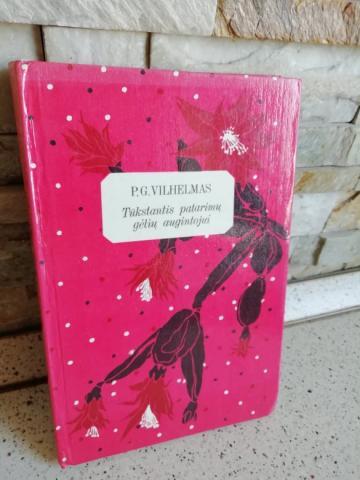 P.G. VILHELMAS
Tūkstantis patarimų
gėlių augintojui